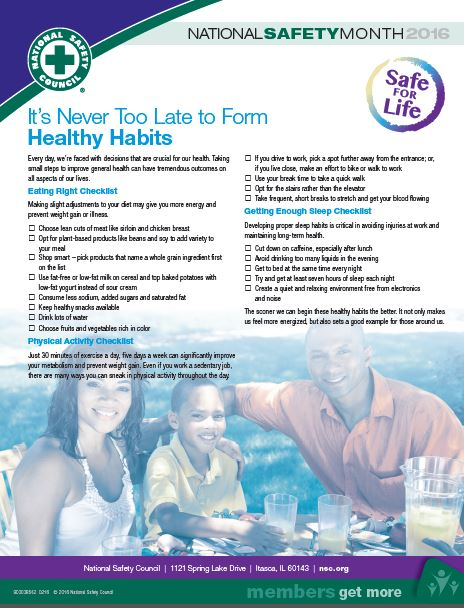 NATIONAL SAFETY COUNCIL
®
NATIONALSAFETYMONTH2016
Safe
FOR
Life
It's Never Too Late to Form
Healthy Habits
Every day, we're faced with decisions that are crucial for our health. Taking
small steps to improve general health can have tremendous outcomes on
all aspects of our lives.
Eating Right Checklist
Making slight adjustments to your diet may give you more energy and
prevent weight gain or illness.
☐ Choose lean cuts of meat like sirloin and chicken breast
☐ Opt for plant-based products like beans and soy to add variety to
your meal
☐ Shop smart – pick products that name a whole grain ingredient first
on the list
☐ Use fat-free or low-fat milk on cereal and top baked potatoes with
low-fat yogurt instead of sour cream
☐ Consume less sodium, added sugars and saturated fat
☐ Keep healthy snacks available
☐ Drink lots of water
☐ Choose fruits and vegetables rich in color
Physical Activity Checklist
Just 30 minutes of exercise a day, five days a week can significantly improve
your metabolism and prevent weight gain. Even if you work a sedentary job,
there are many ways you can sneak in physical activity throughout the day.
☐ If you drive to work, pick a spot further away from the entrance; or,
if you live close, make an effort to bike or walk to work
☐ Use your break time to take a quick walk
☐ Opt for the stairs rather than the elevator
☐ Take frequent, short breaks to stretch and get your blood flowing
Getting Enough Sleep Checklist
Developing proper sleep habits is critical in avoiding injuries at work and
maintaining long-term health.
☐ Cut down on caffeine, especially after lunch
☐ Avoid drinking too many liquids in the evening
☐ Get to bed at the same time every night
☐ Try and get at least seven hours of sleep each night
☐ Create a quiet and relaxing environment free from electronics
and noise
The sooner we can begin these healthy habits the better. It not only makes
us feel more energized, but also sets a good example for those around us.
National Safety Council | 1121 Spring Lake Drive | Itasca, IL 60143 | nsc.org
0216 © 2016 National Safety Council
members get more